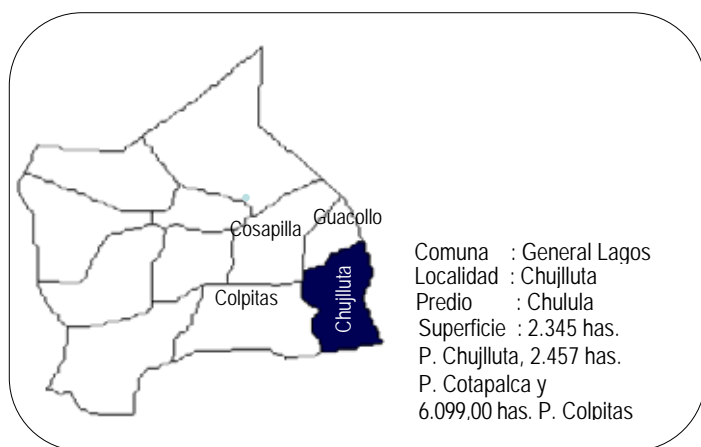 Guacollo
Cosapilla
Colpitas
Chujlluta
Comuna : General Lagos
Localidad : Chujlluta
Predio : Chulula
Superficie : 2.345 has.
P. Chujlluta, 2.457 has.
P. Cotapalca y
6.099,00 has. P. Colpitas